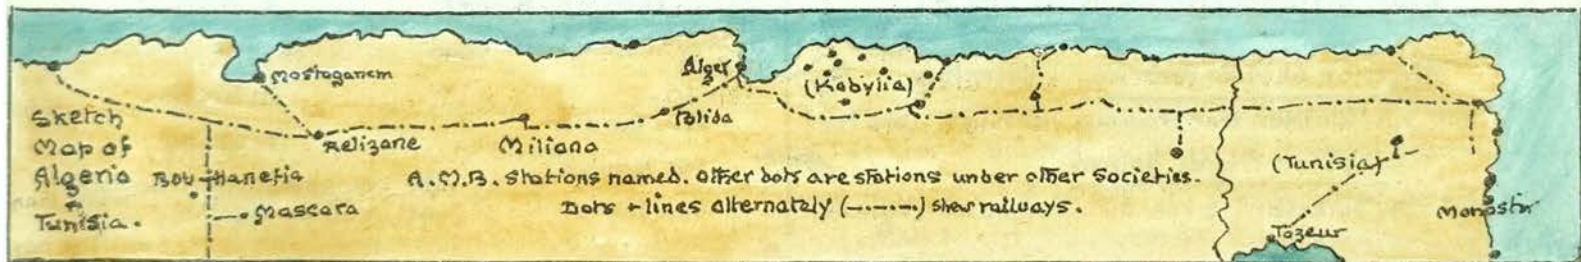 Sketch
Map of
Algeria
&
Tunisia.
Mostaganem
Relizane
Bou-Hanefia
Mascara
Miliana
Alger
Blida
(Kabylia)
A.M.B. Stations named. Other dots are stations under other Societies.
Dots + lines alternately (-.-.-.-.) shew railways.
(Tunisia)
Tozeur
Monastir